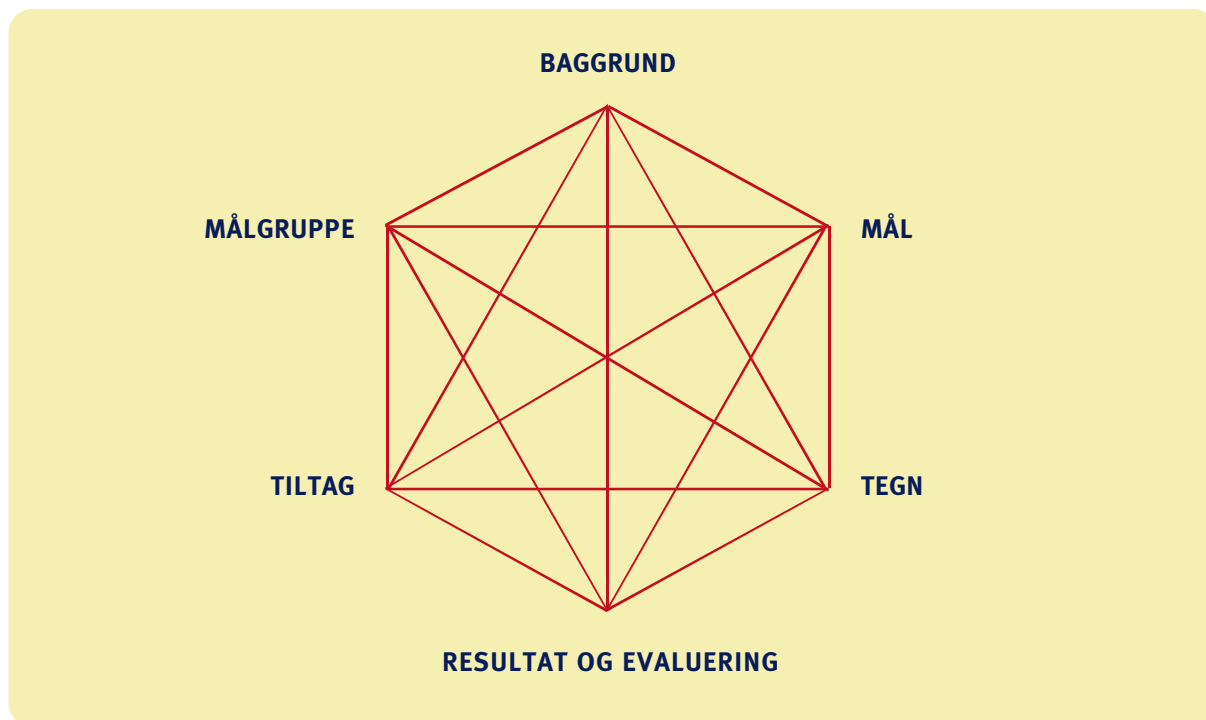 BAGGRUND
MÅLGRUPPE
MÅL
TILTAG
TEGN
RESULTAT OG EVALUERING